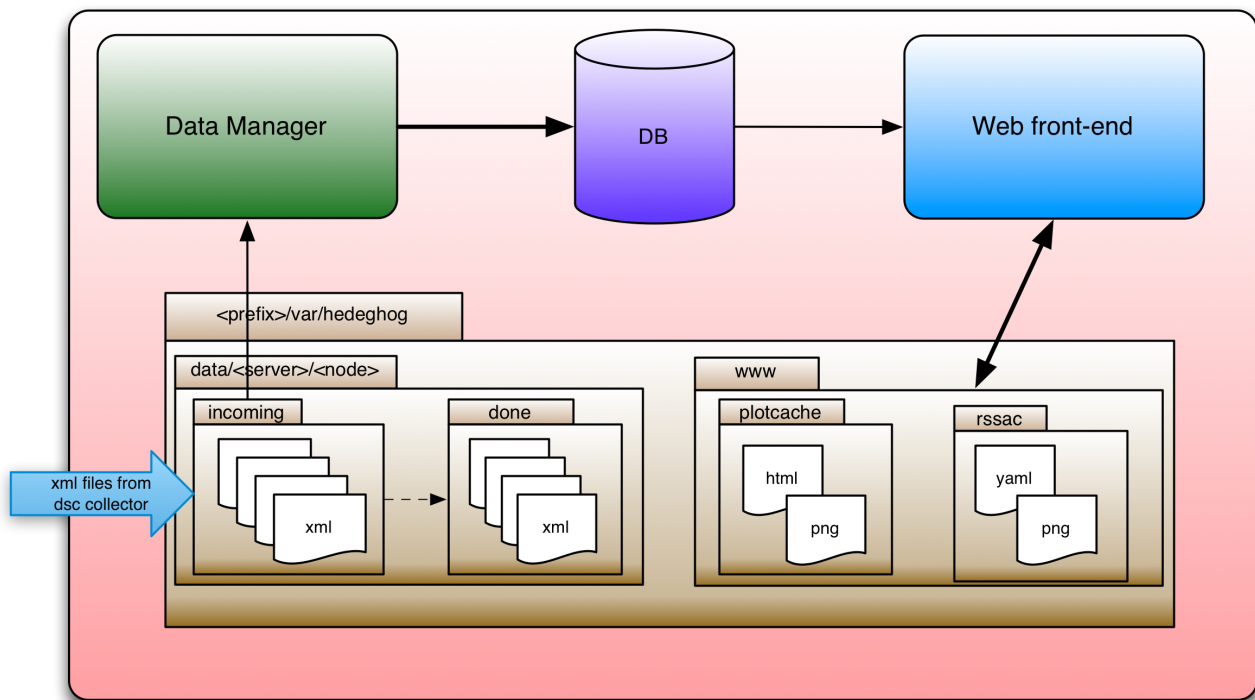 Data Manager
DB
Web front-end
<prefix>/var/hedeghog
data/<server>/<node>
www
incoming
done
plotcache
rssac
xml files from
dsc collector
xml
xml
html
png
yaml
png